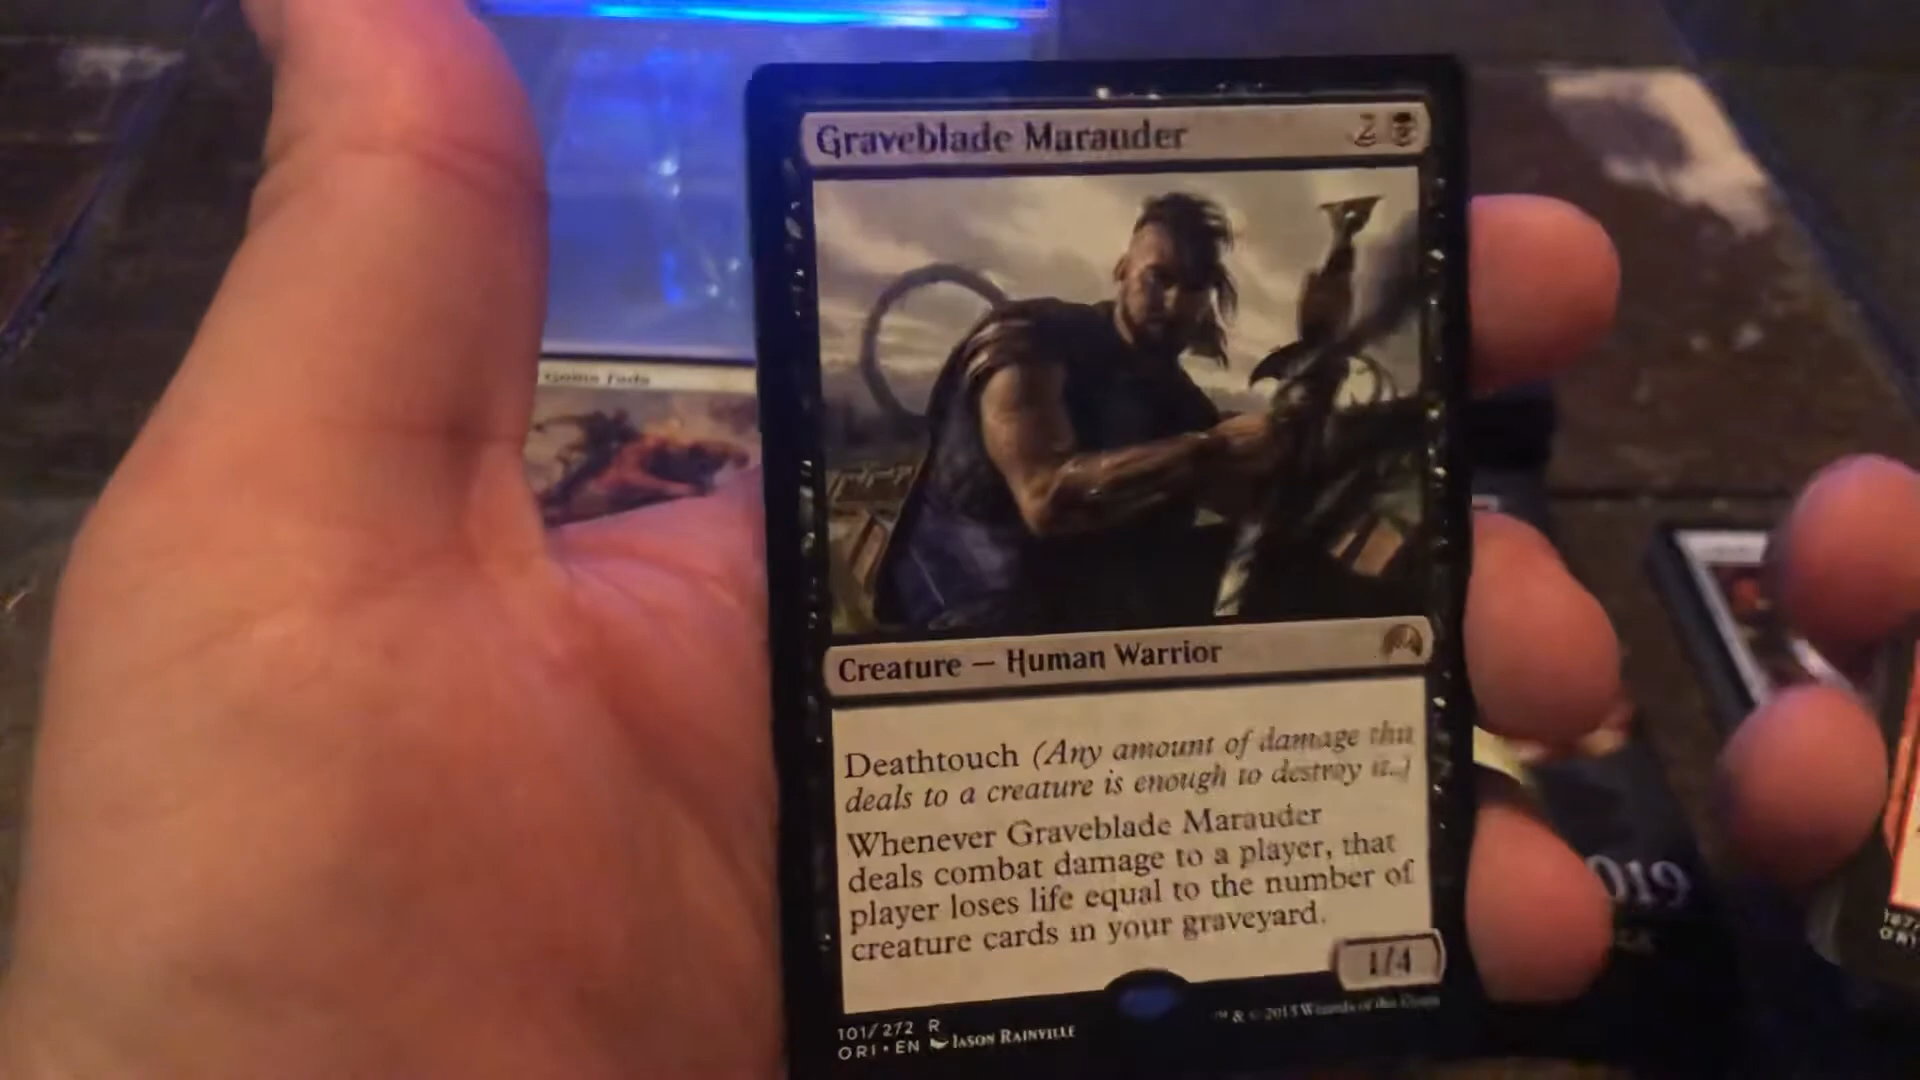 Graveblade Marauder 2
Creature — Human Warrior
Deathtouch (Any amount of damage this
deals to a creature is enough to destroy it.)
Whenever Graveblade Marauder
deals combat damage to a player, that
player loses life equal to the number of
creature cards in your graveyard.
1/4
101/272 R
ORI • EN JASON RAINVILLE
™ & © 2015 Wizards of the Coast
019